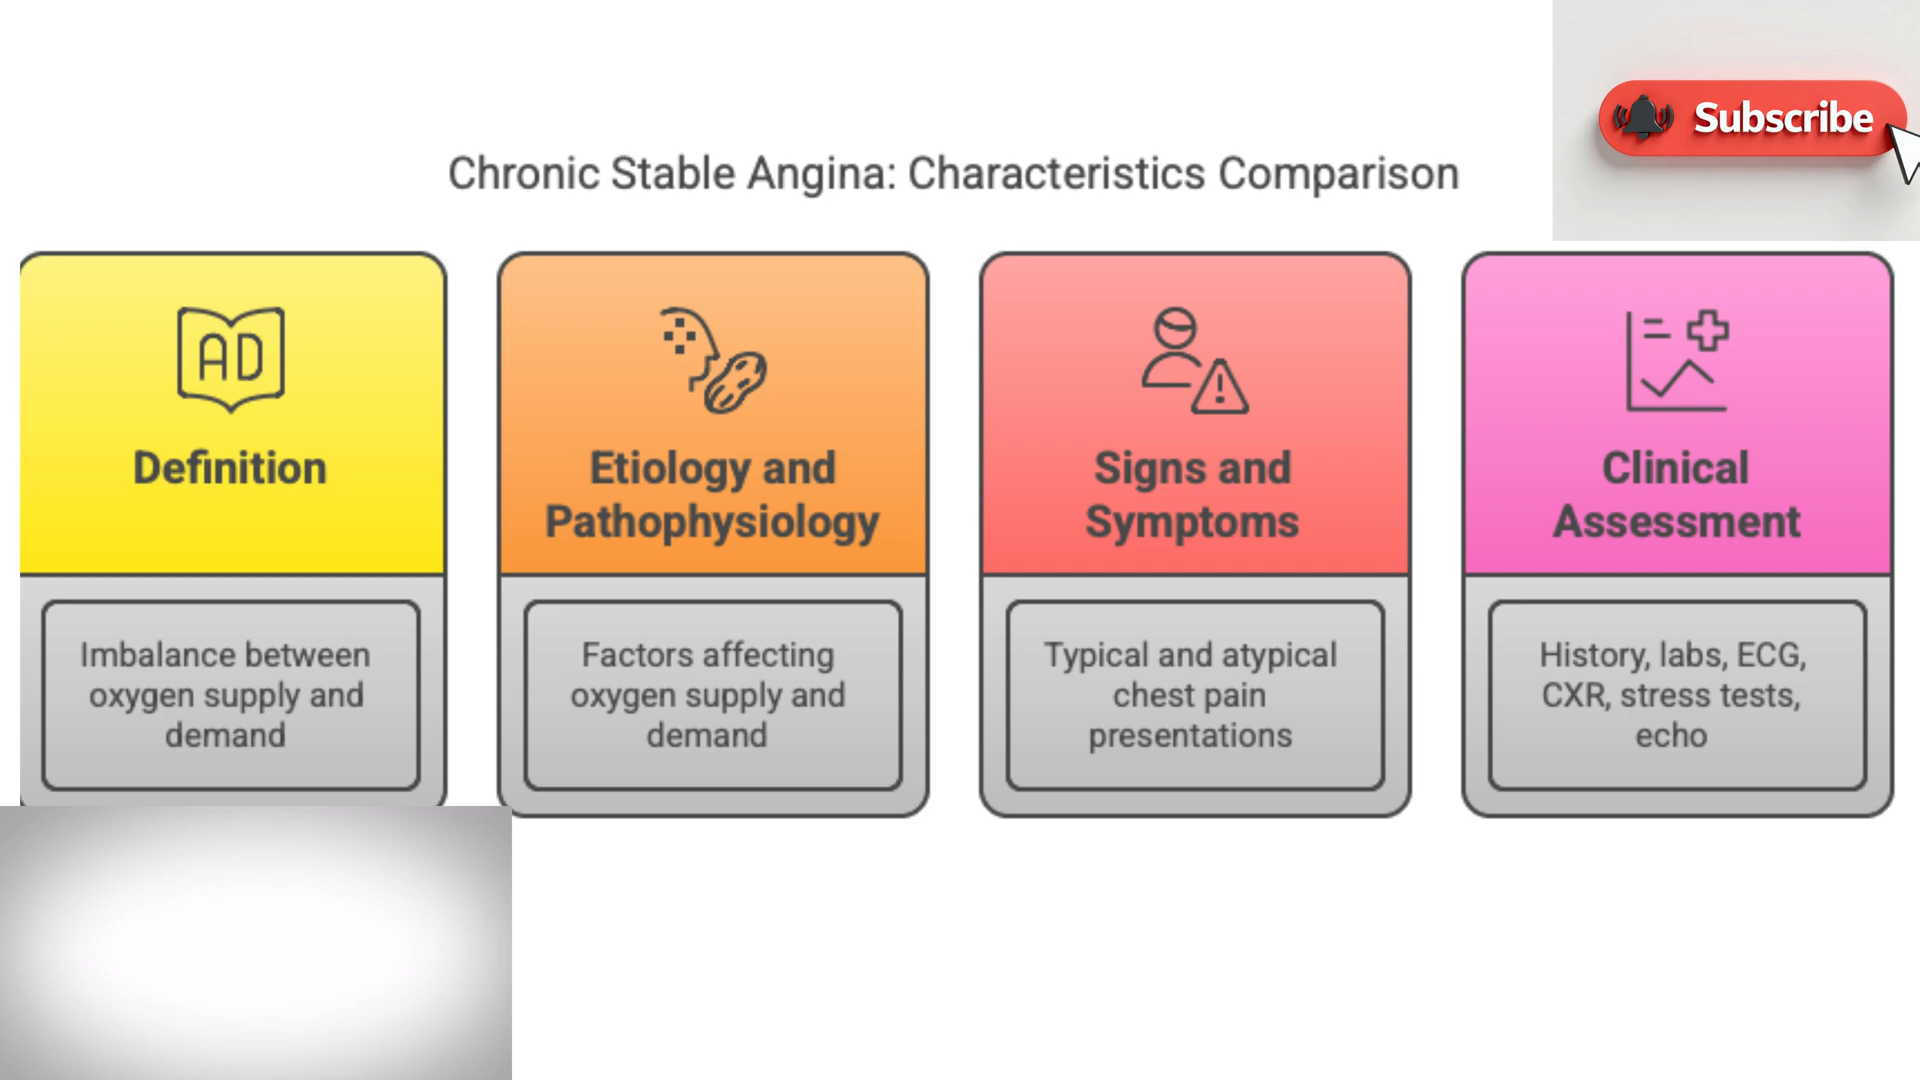 Subscribe
Chronic Stable Angina: Characteristics Comparison
AD
Definition
Imbalance between
oxygen supply and
demand
Etiology and
Pathophysiology
Factors affecting
oxygen supply and
demand
Signs and
Symptoms
Typical and atypical
chest pain
presentations
Clinical
Assessment
History, labs, ECG,
CXR, stress tests,
echo